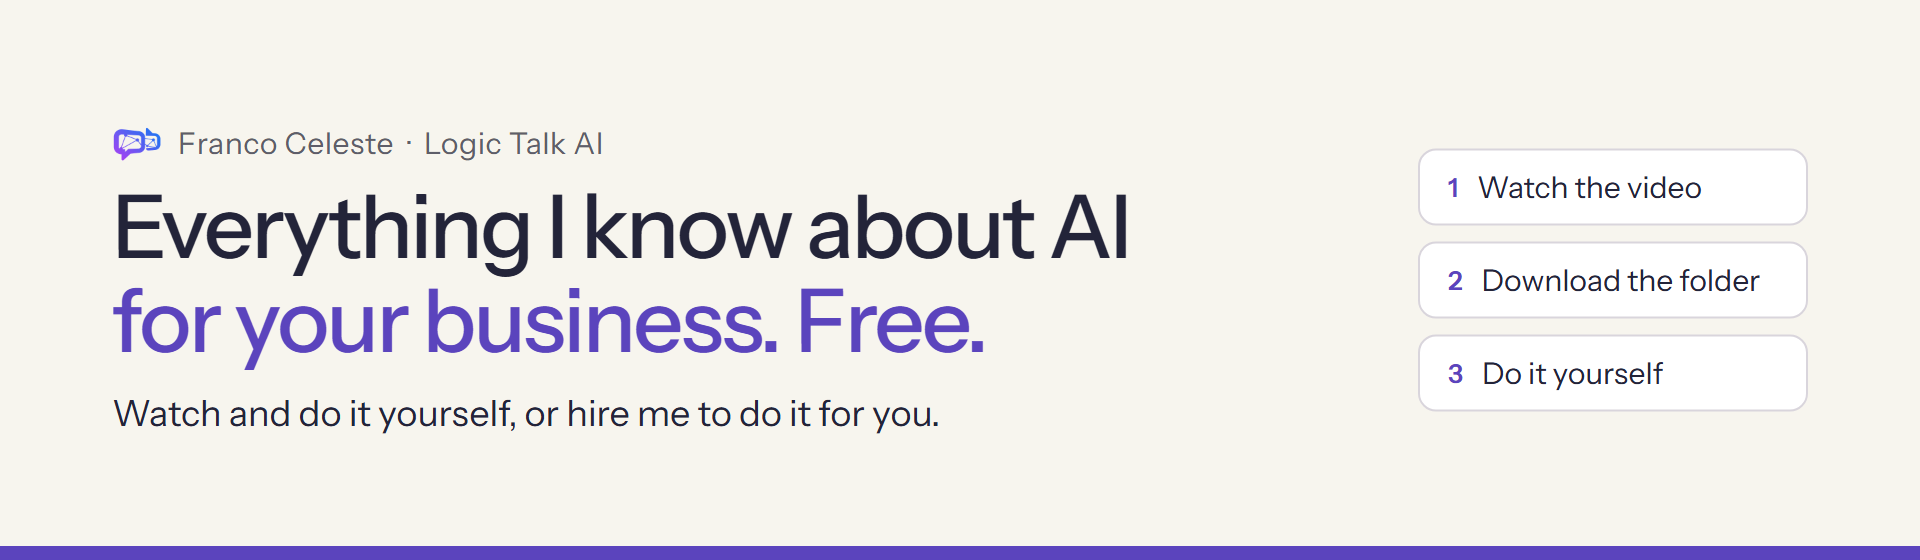 Franco Celeste · Logic Talk AI
Everything I know about AI
for your business. Free.
Watch and do it yourself, or hire me to do it for you.
1 Watch the video
2 Download the folder
3 Do it yourself